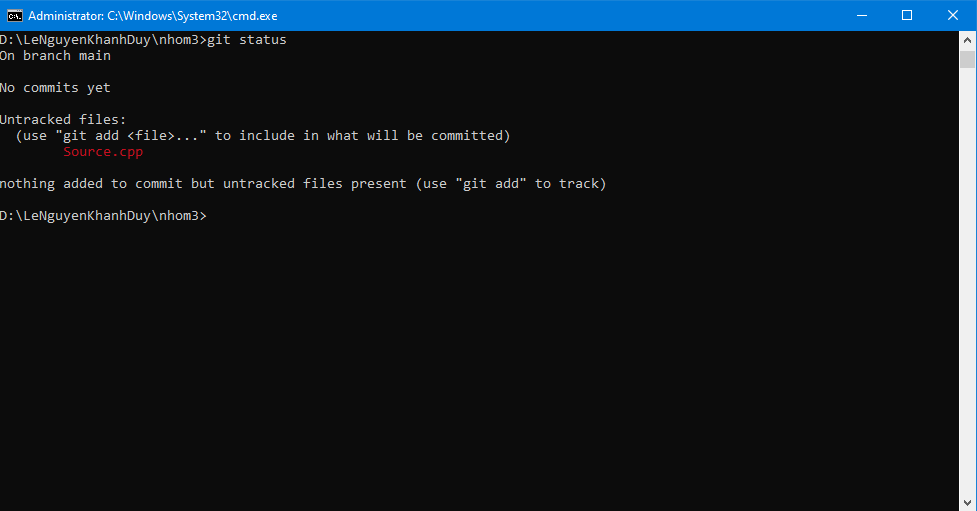 Administrator: C:\Windows\System32\cmd.exe
D:\LeNguyenKhanhDuy\nhom3>git status
On branch main
No commits yet
Untracked files:
  (use "git add <file>..." to include in what will be committed)
        Source.cpp
nothing added to commit but untracked files present (use "git add" to track)
D:\LeNguyenKhanhDuy\nhom3>